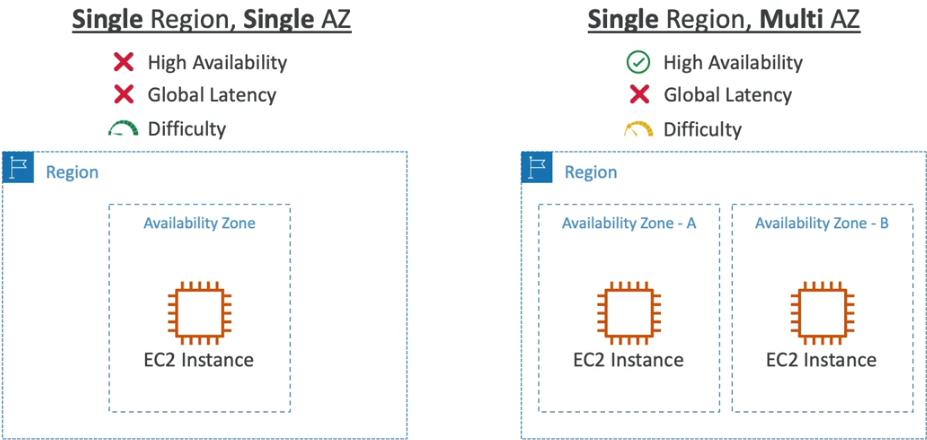 Single Region, Single AZ
High Availability
Global Latency
Difficulty
Region
Availability Zone
EC2 Instance
Single Region, Multi AZ
High Availability
Global Latency
Difficulty
Region
Availability Zone - A
EC2 Instance
Availability Zone - B
EC2 Instance